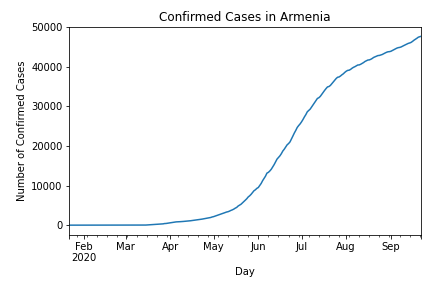 Confirmed Cases in Armenia
Number of Confirmed Cases
50000
40000
30000
20000
10000
0
Feb Mar Apr May Jun Jul Aug Sep
2020
Day